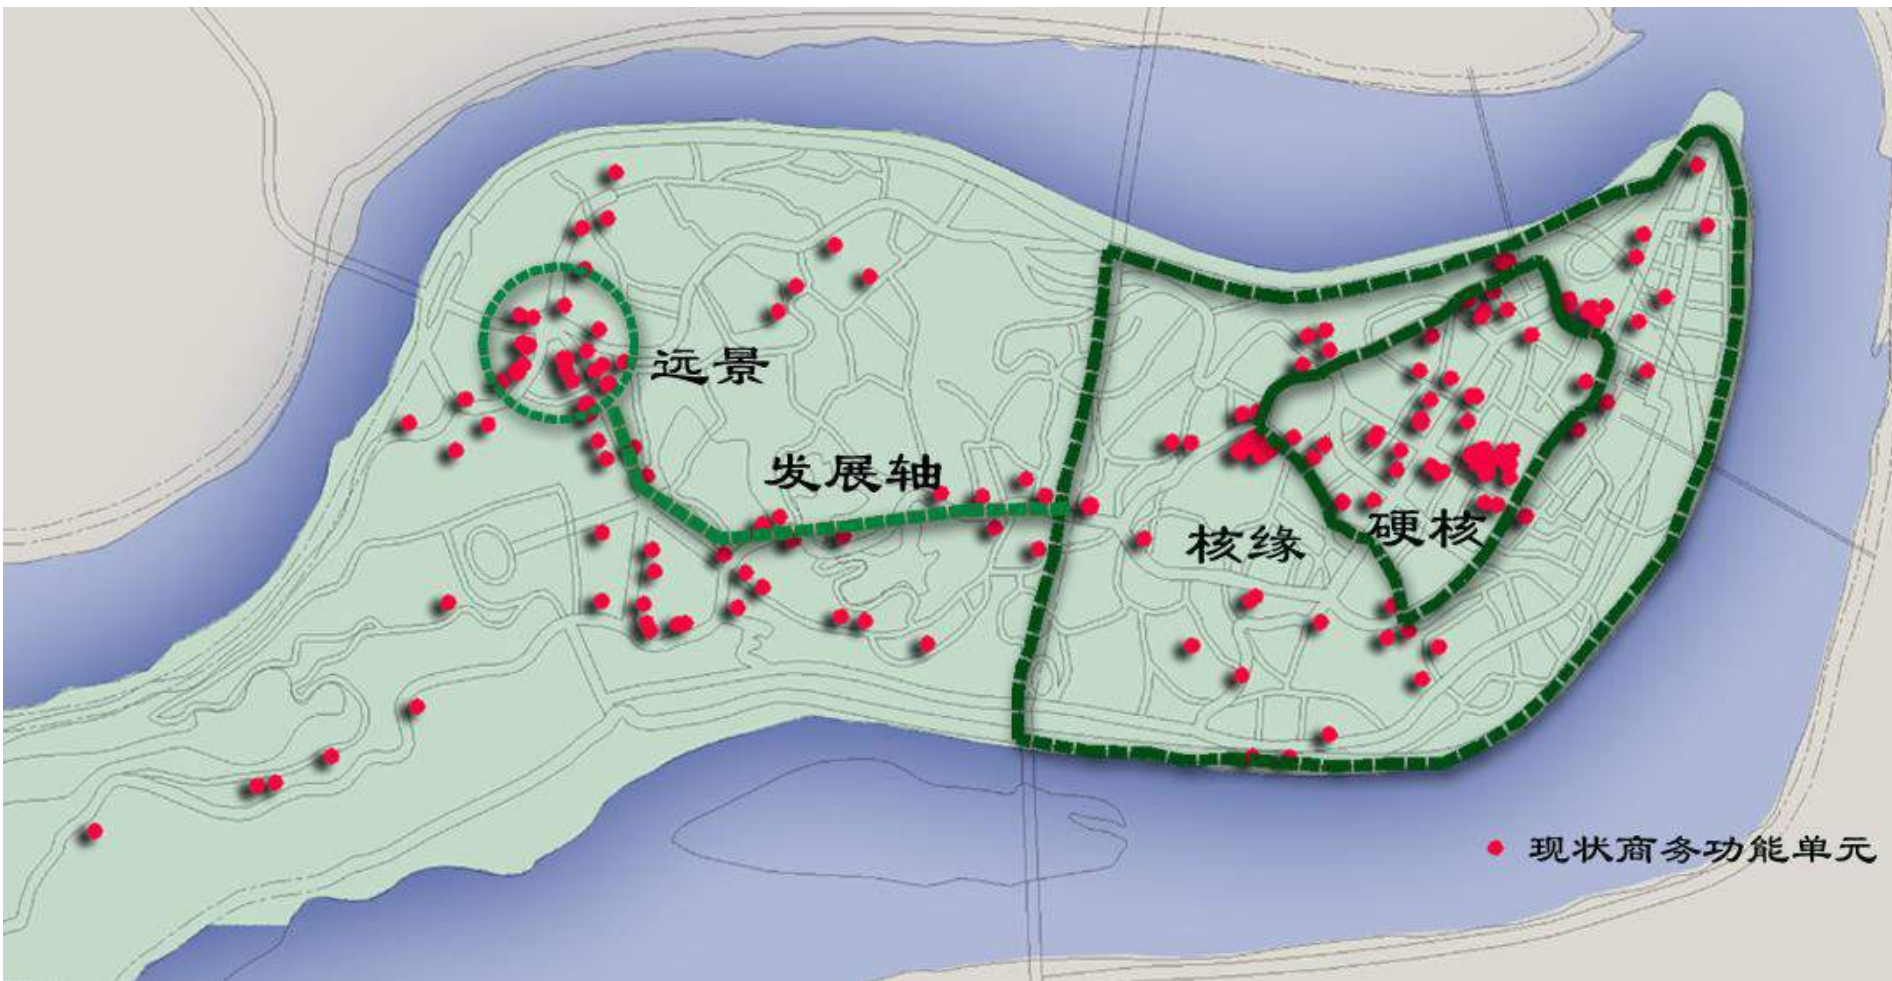 远景
发展轴
核缘
硬核
现状商务功能单元